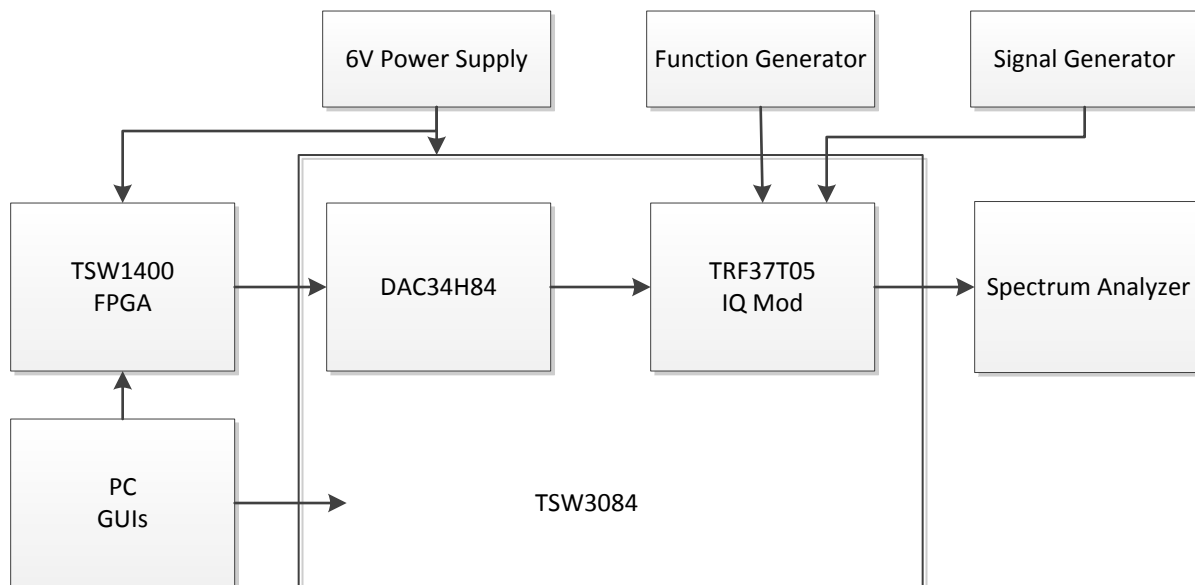 6V Power Supply
Function Generator
Signal Generator
TSW1400
FPGA
DAC34H84
TRF37T05
IQ Mod
Spectrum Analyzer
PC
GUIs
TSW3084